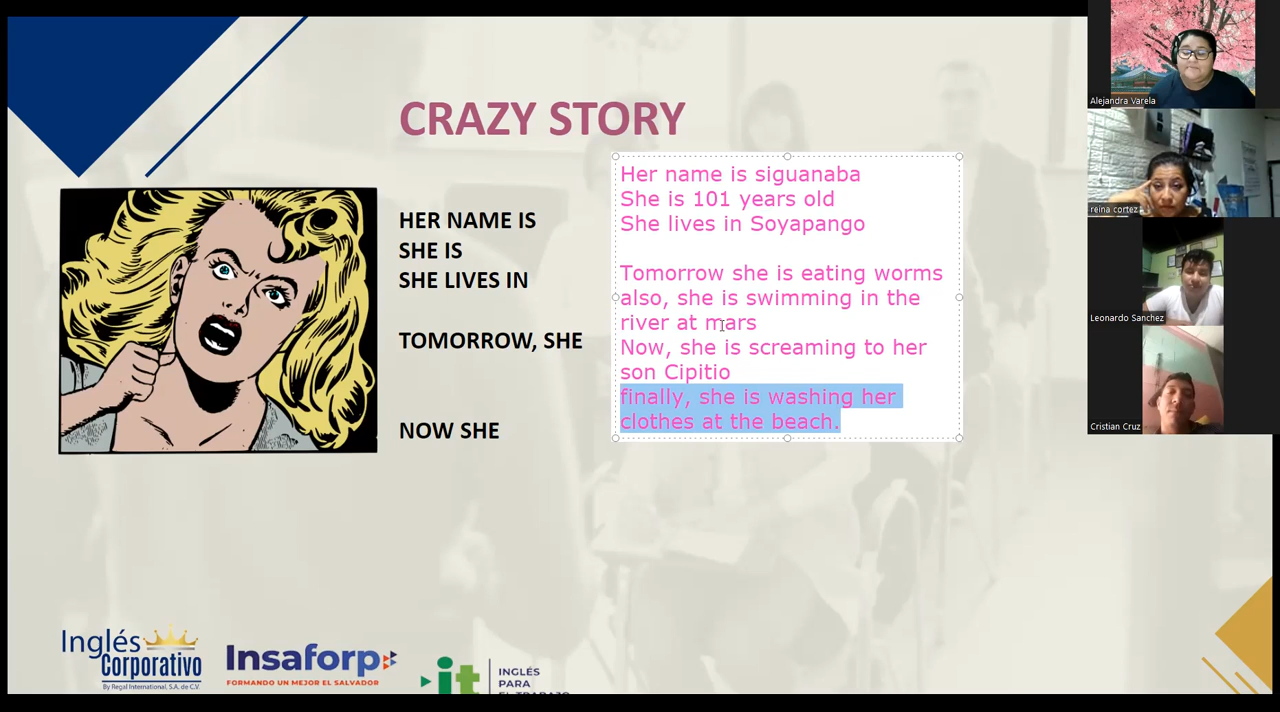 CRAZY STORY
HER NAME IS
SHE IS
SHE LIVES IN
TOMORROW, SHE
NOW SHE
Her name is siguanaba
She is 101 years old
She lives in Soyapango
Tomorrow she is eating worms
also, she is swimming in the
river at mars
Now, she is screaming to her
son Cipitio
finally, she is washing her
clothes at the beach.
Alejandra Varela
reina cortez
Leonardo Sanchez
Cristian Cruz
Inglés
Corporativo
By Regal International, S.A. de C.V.
Insaforp
FORMANDO UN MEJOR EL SALVADOR
it
INGLÉS
PARA
EL TRABAJO